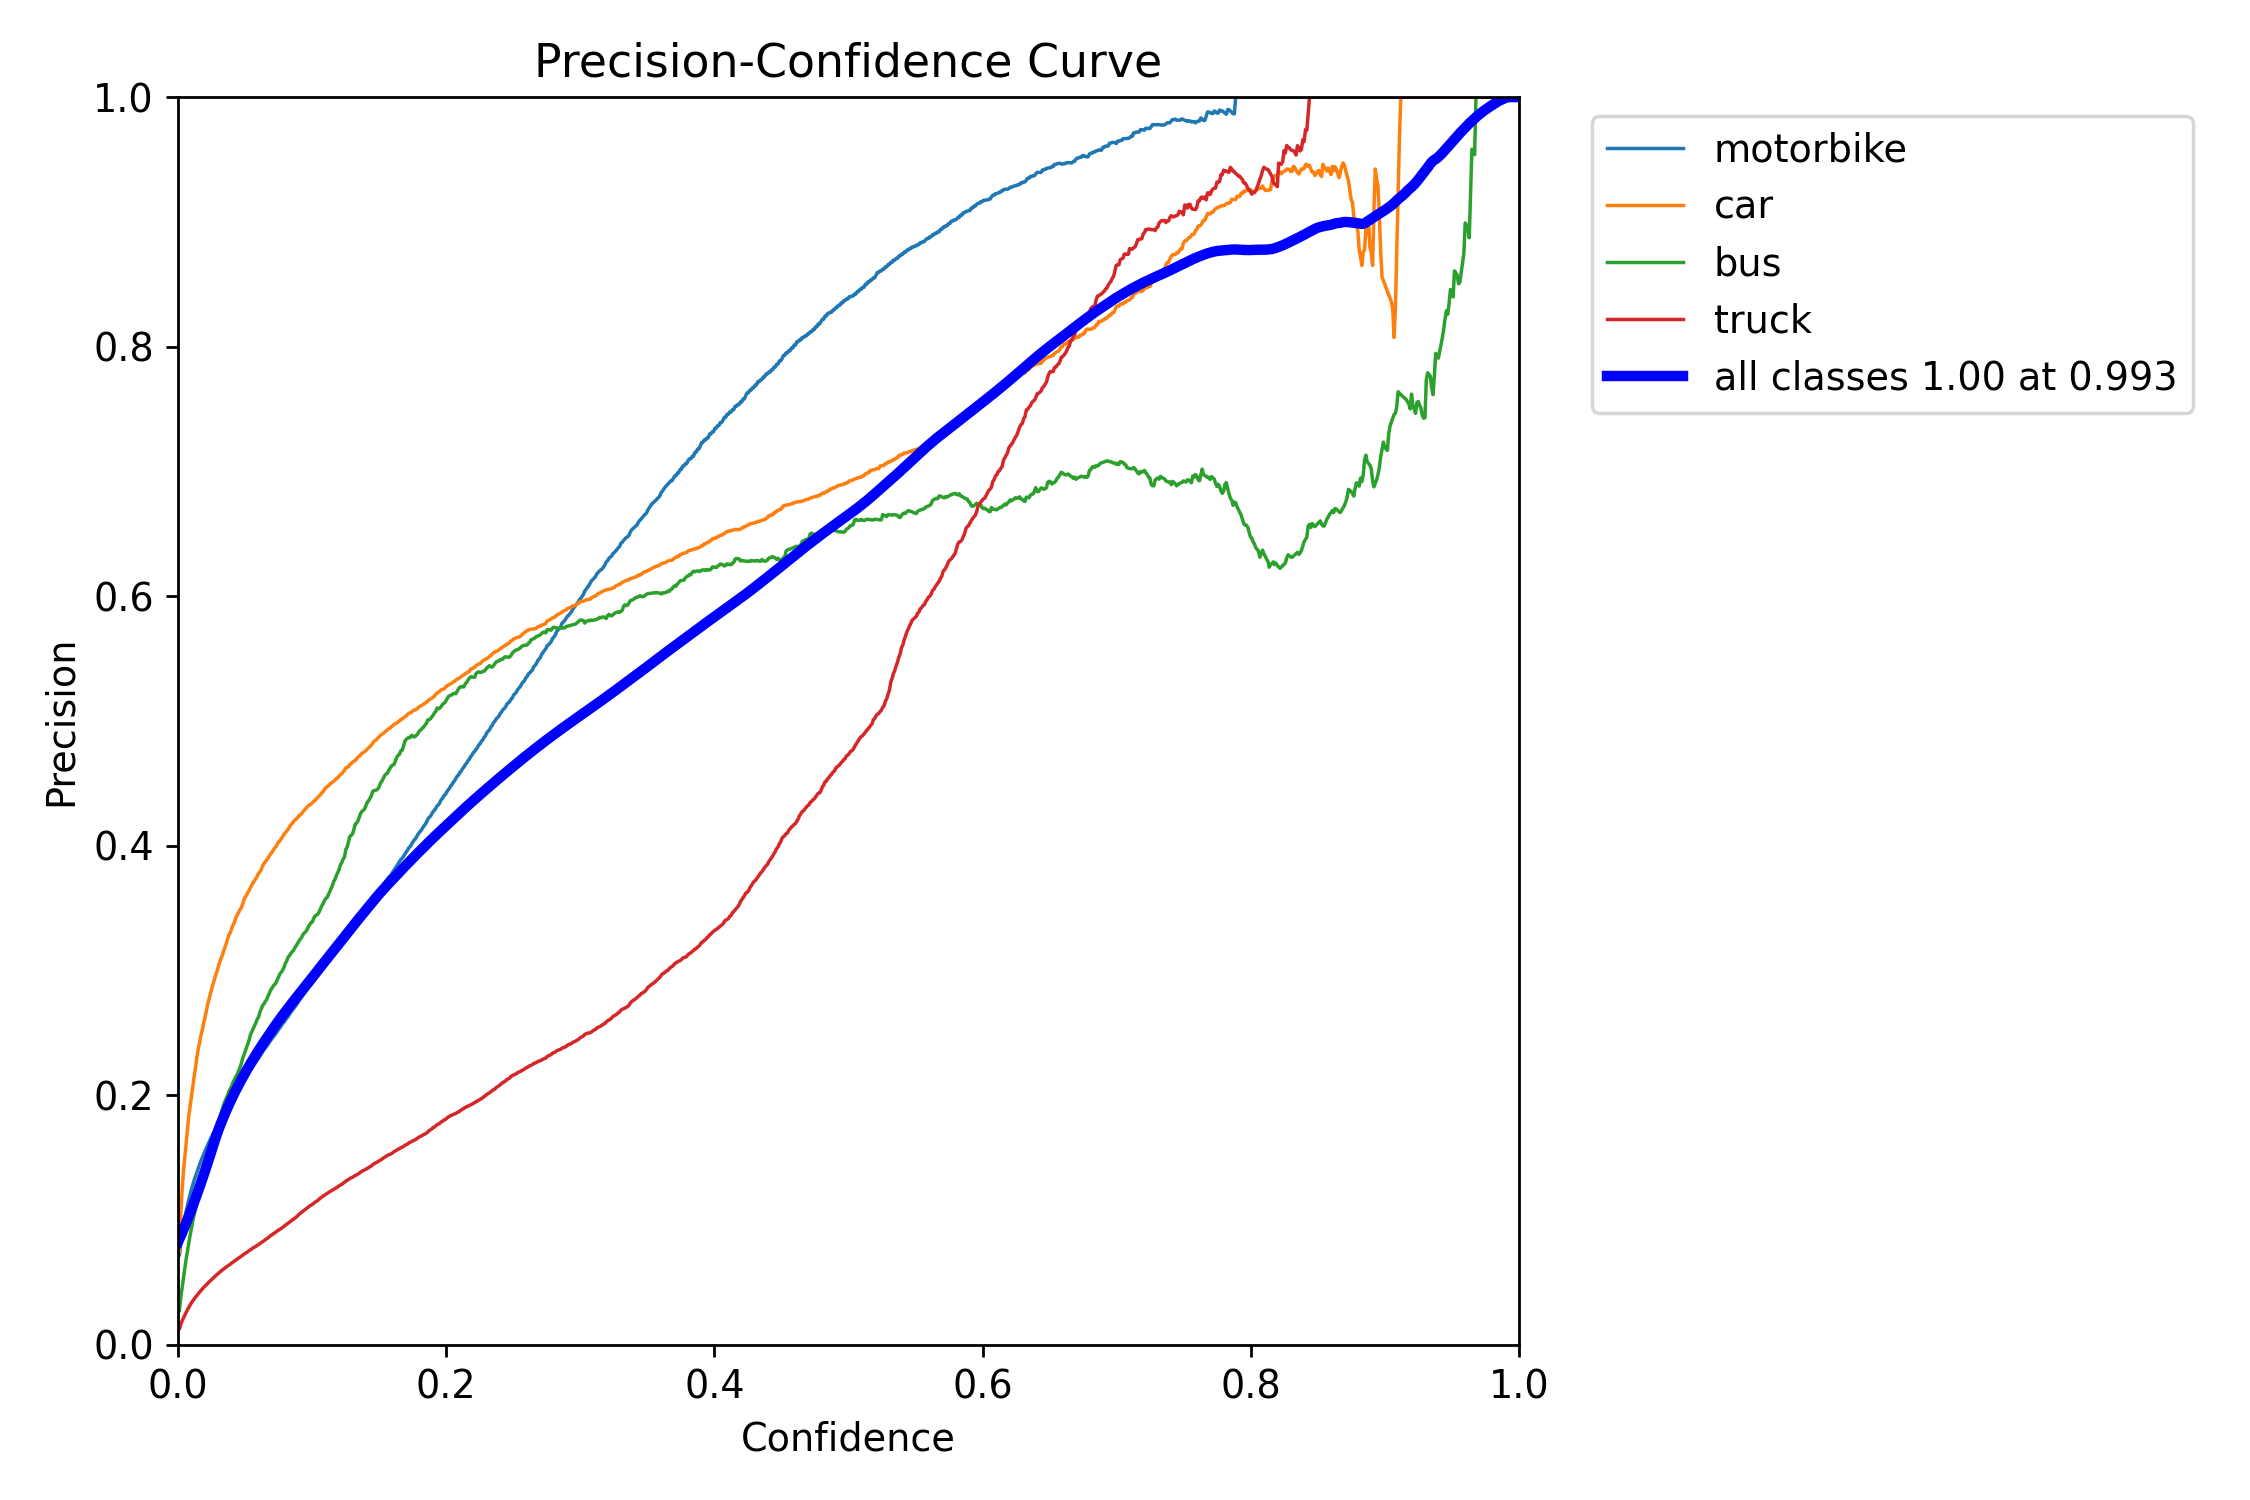 Precision-Confidence Curve
1.0
0.8
0.6
0.4
0.2
0.0
Precision
0.0 0.2 0.4 0.6 0.8 1.0
Confidence
motorbike
car
bus
truck
all classes 1.00 at 0.993